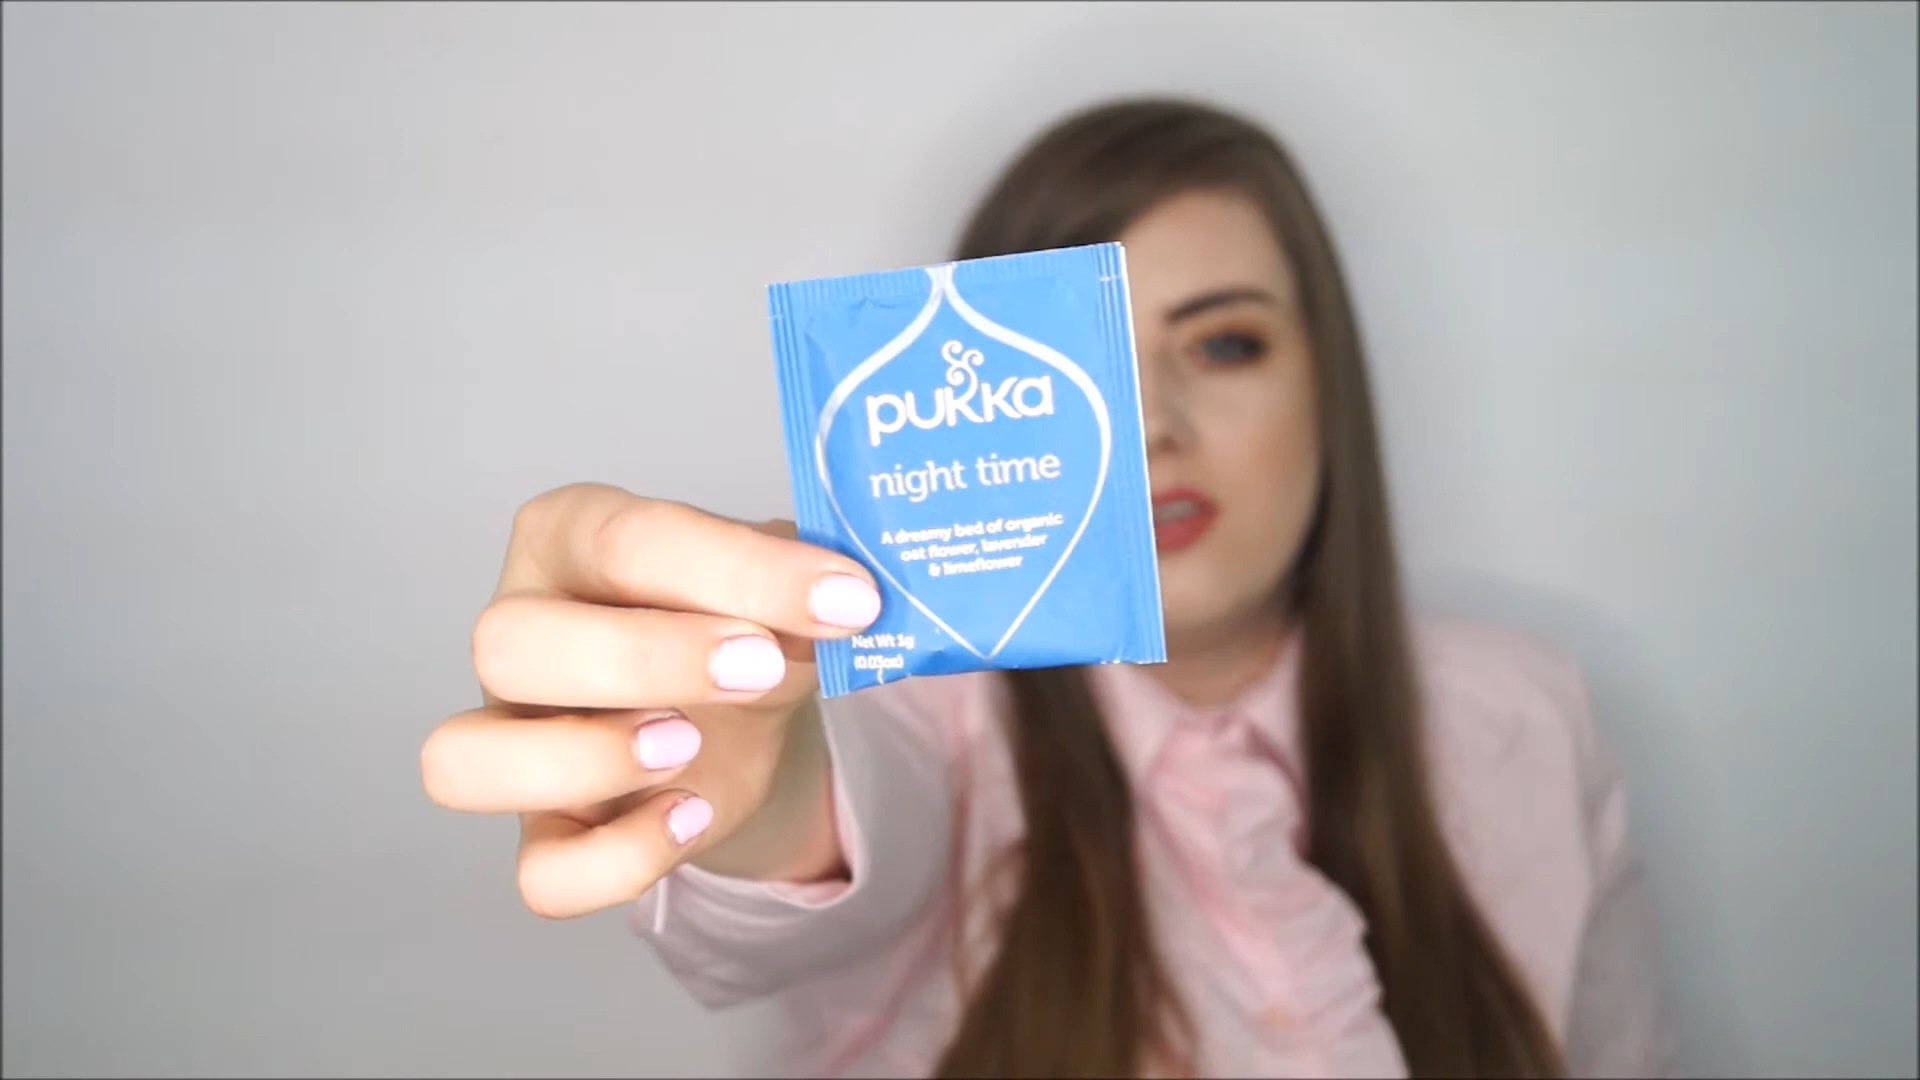 pukka
night time
A dreamy bed of organic
oat flower, lavender
& limeflower
Net Wt 1g
(0.03oz)